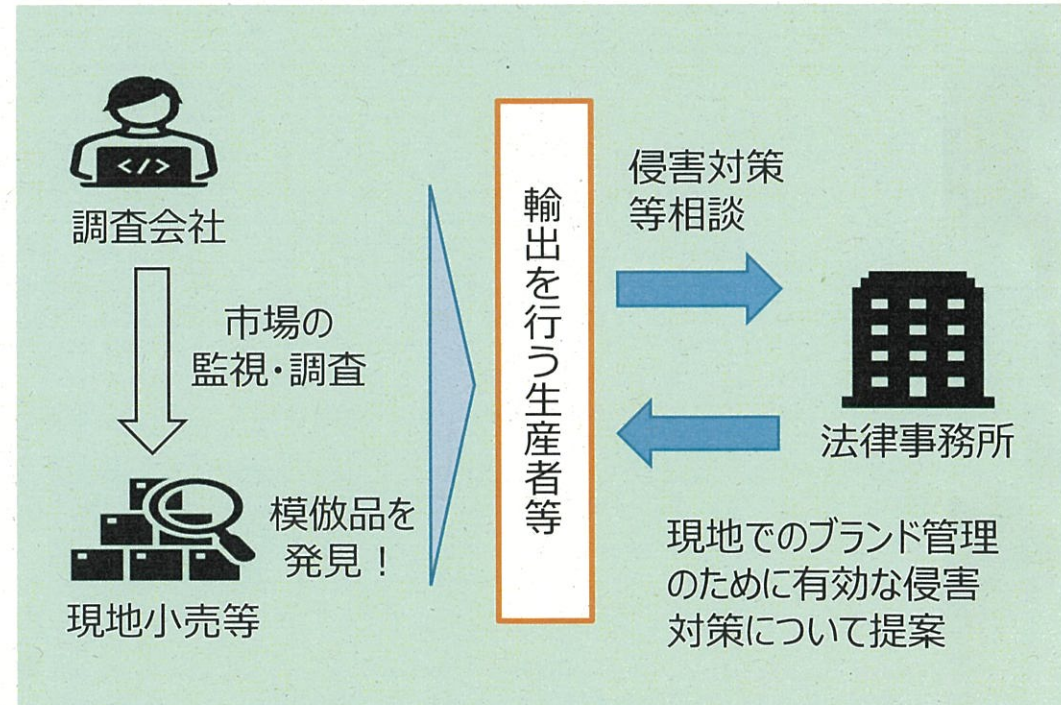 調査会社
市場の
監視・調査
模倣品を
発見！
現地小売等
輸出を行う生産者等
侵害対策
等相談
法律事務所
現地でのブランド管理
のために有効な侵害
対策について提案